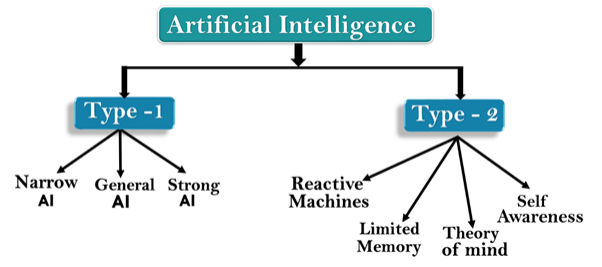 Artificial Intelligence
Type -1
Type - 2
Narrow
AI
General
AI
Strong
AI
Reactive
Machines
Limited
Memory
Theory
of mind
Self
Awareness